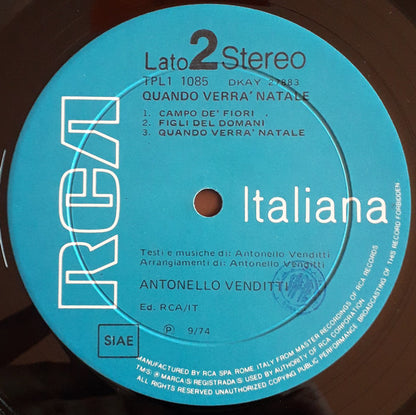 Lato 2 Stereo
TPL1 1085 DKAY 27883
QUANDO VERRA' NATALE
1. CAMPO DE' FIORI
2. FIGLI DEL DOMANI
3. QUANDO VERRA' NATALE
RCA
Italiana
Testi e musiche di: Antonello Venditti
Arrangiamenti di: Antonello Venditti
ANTONELLO VENDITTI
Ed. RCA/IT.
P 9/74
SIAE
MANUFACTURED BY RCA SPA. ROME, ITALY FROM MASTER RECORDINGS OF RCA RECORDS
TMS ® MARCA(S) REGISTRADA(S) USED BY AUTHORITY OF RCA CORPORATION
ALL RIGHTS RESERVED UNAUTHORIZED COPYING PUBLIC PERFORMANCE BROADCASTING OF THIS RECORD FORBIDDEN